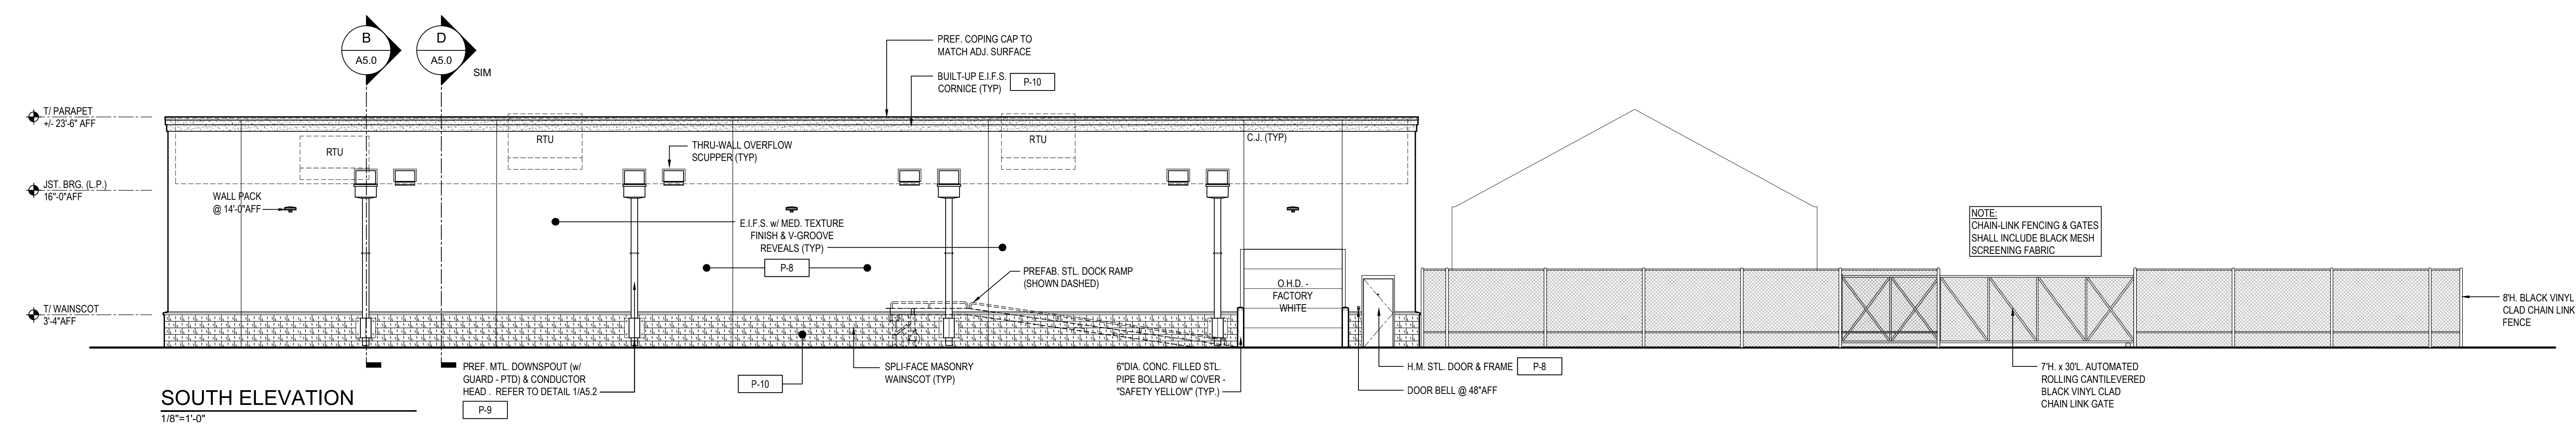 B
A5.0
D
A5.0
SIM
PREF. COPING CAP TO
MATCH ADJ. SURFACE
BUILT-UP E.I.F.S.
CORNICE (TYP)
P-10
T/ PARAPET
+/- 23'-6" AFF
RTU
RTU
RTU
C.J. (TYP)
THRU-WALL OVERFLOW
SCUPPER (TYP)
JST. BRG. (L.P.)
16"-0"AFF
WALL PACK
@ 14'-0"AFF
E.I.F.S. w/ MED. TEXTURE
FINISH & V-GROOVE
REVEALS (TYP)
P-8
PREFAB. STL. DOCK RAMP
(SHOWN DASHED)
O.H.D. -
FACTORY
WHITE
NOTE:
CHAIN-LINK FENCING & GATES
SHALL INCLUDE BLACK MESH
SCREENING FABRIC
T/ WAINSCOT
3'-4"AFF
8'H. BLACK VINYL
CLAD CHAIN LINK
FENCE
PREF. MTL. DOWNSPOUT (w/
GUARD - PTD) & CONDUCTOR
HEAD . REFER TO DETAIL 1/A5.2
P-9
P-10
SPLI-FACE MASONRY
WAINSCOT (TYP)
6"DIA. CONC. FILLED STL.
PIPE BOLLARD w/ COVER -
"SAFETY YELLOW" (TYP.)
H.M. STL. DOOR & FRAME
P-8
DOOR BELL @ 48"AFF
7'H. x 30'L. AUTOMATED
ROLLING CANTILEVERED
BLACK VINYL CLAD
CHAIN LINK GATE
SOUTH ELEVATION
1/8"=1'-0"